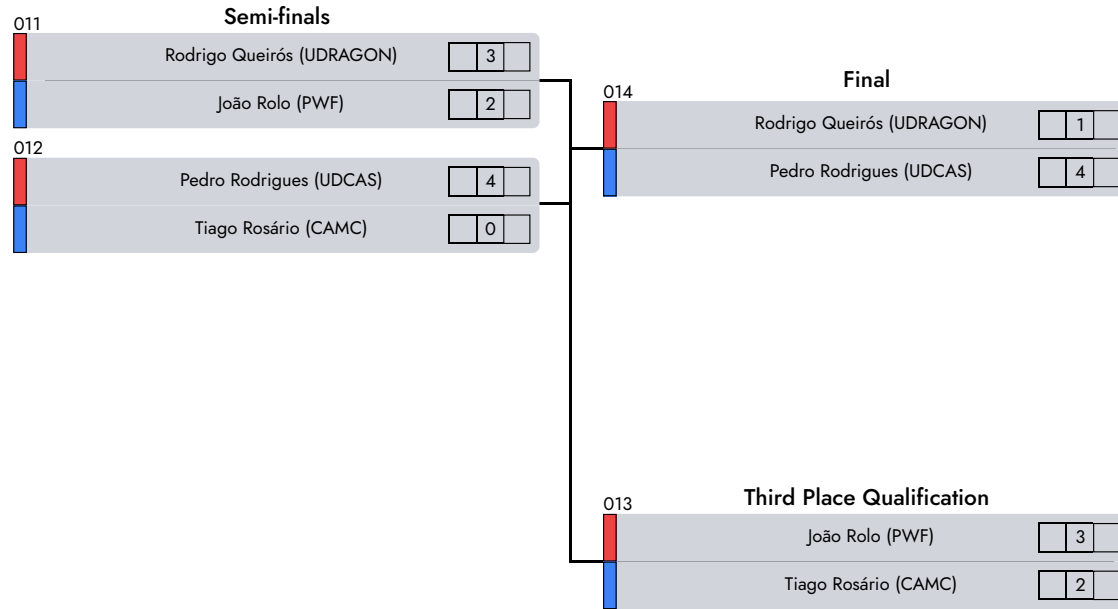 Semi-finals
011
Rodrigo Queirós (UDRAGON) 3
João Rolo (PWF) 2
012
Pedro Rodrigues (UDCAS) 4
Tiago Rosário (CAMC) 0
Final
014
Rodrigo Queirós (UDRAGON) 1
Pedro Rodrigues (UDCAS) 4
Third Place Qualification
013
João Rolo (PWF) 3
Tiago Rosário (CAMC) 2